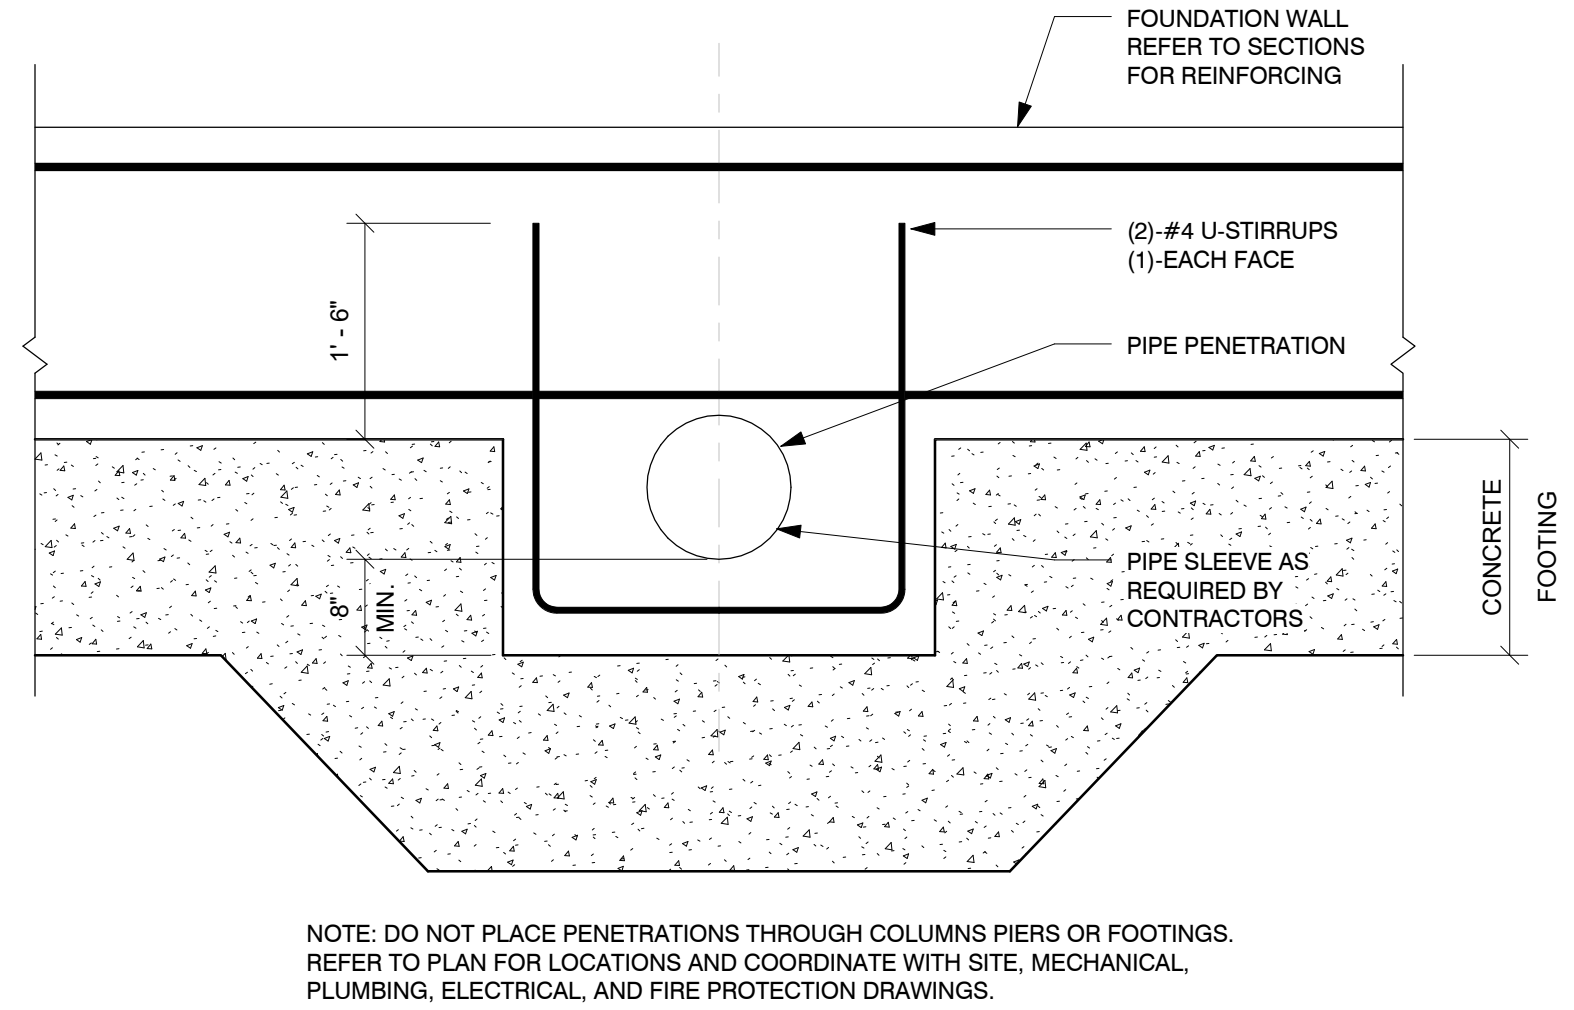 FOUNDATION WALL
REFER TO SECTIONS
FOR REINFORCING
(2)-#4 U-STIRRUPS
(1)-EACH FACE
1' - 6"
PIPE PENETRATION
8"
MIN.
PIPE SLEEVE AS
REQUIRED BY
CONTRACTORS
CONCRETE
FOOTING
NOTE: DO NOT PLACE PENETRATIONS THROUGH COLUMNS PIERS OR FOOTINGS.
REFER TO PLAN FOR LOCATIONS AND COORDINATE WITH SITE, MECHANICAL,
PLUMBING, ELECTRICAL, AND FIRE PROTECTION DRAWINGS.